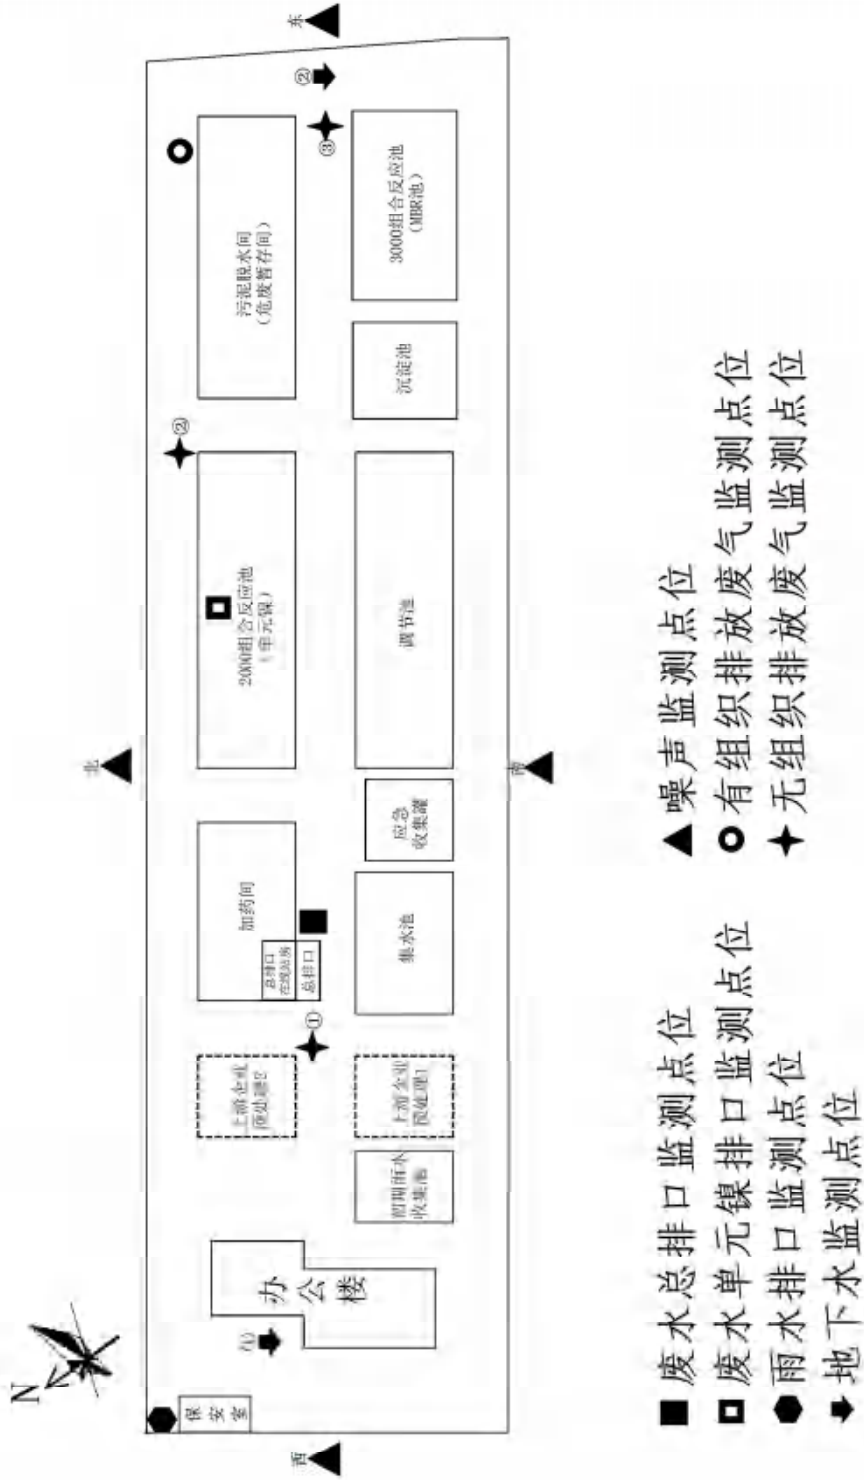 N
西
北
东
南
保安室
办公楼
①
上游企业
预处理2
上游企业
预处理1
初期雨水
收集池
①
加药间
总排口
在线站房
总排口
集水池
应急
收集罐
2000组合反应池
(单元镍)
调节池
②
污泥脱水间
(危废暂存间)
沉淀池
3000组合反应池
(MBR池)
③
②
废水总排口监测点位
废水单元镍排口监测点位
雨水排口监测点位
地下水监测点位
噪声监测点位
有组织排放废气监测点位
无组织排放废气监测点位